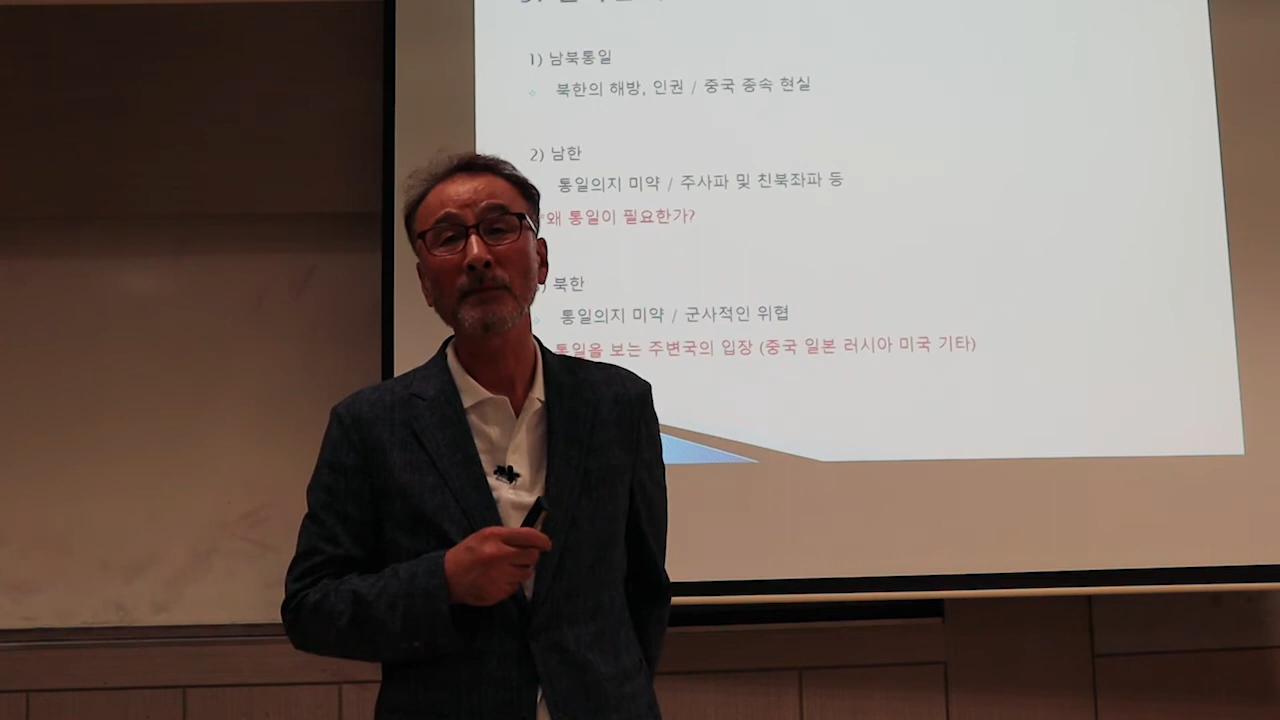 1) 남북통일
북한의 해방, 인권 / 중국 종속 현실
2) 남한
통일의지 미약 / 주사파 및 친북좌파 등
왜 통일이 필요한가?
북한
통일의지 미약 / 군사적인 위협
통일을 보는 주변국의 입장 (중국 일본 러시아 미국 기타)